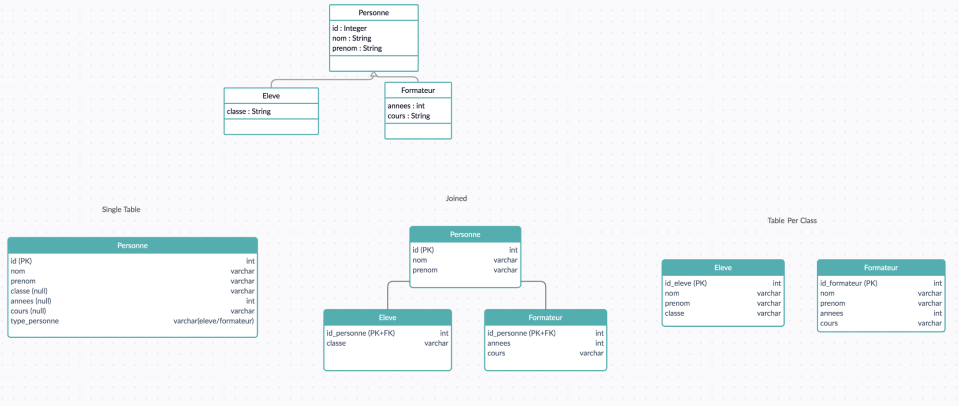 Personne
id : Integer
nom : String
prenom : String
Eleve
classe : String
Formateur
annees : int
cours : String
Single Table
Personne
id (PK) int
nom varchar
prenom varchar
classe (null) varchar
annees (null) int
cours (null) varchar
type_personne varchar(eleve/formateur)
Joined
Personne
id (PK) int
nom varchar
prenom varchar
Eleve
id_personne (PK+FK) int
classe varchar
Formateur
id_personne (PK+FK) int
annees int
cours varchar
Table Per Class
Eleve
id_eleve (PK) int
nom varchar
prenom varchar
classe varchar
Formateur
id_formateur (PK) int
nom varchar
prenom varchar
annees int
cours varchar